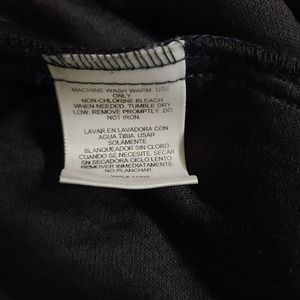 MACHINE WASH WARM. USE
ONLY
NON-CHLORINE BLEACH
WHEN NEEDED. TUMBLE DRY
LOW. REMOVE PROMPTLY. DO
NOT IRON.
LAVAR EN LAVADORA CON
AGUA TIBIA. USAR
SOLAMENTE
BLANQUEADOR SIN CLORO
CUANDO SE NECESITE. SECAR
EN SECADORA CICLO LENTO
REMOVER INMEDIATAMENTE.
NO PLANCHAR.